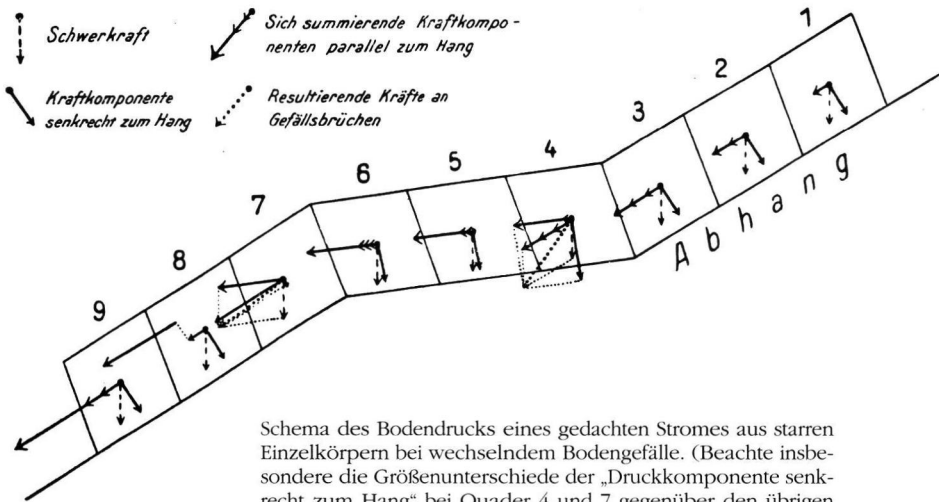 Schwerkraft
Sich summierende Kraftkompo-
nenten parallel zum Hang
Kraftkomponente
senkrecht zum Hang
Resultierende Kräfte an
Gefällsbrüchen
1
2
3
4
5
6
7
8
9
Abhang
Schema des Bodendrucks eines gedachten Stromes aus starren
Einzelkörpern bei wechselndem Bodengefälle. (Beachte insbe-
sondere die Größenunterschiede der „Druckkomponente senk-
recht zum Hang“ bei Quader 4 und 7 gegenüber den übrigen